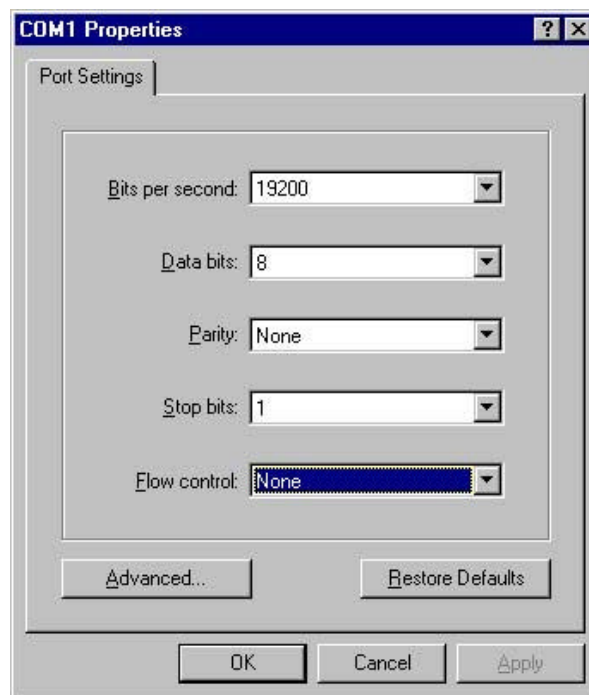 COM1 Properties
Port Settings
Bits per second: 19200
Data bits: 8
Parity: None
Stop bits: 1
Flow control: None
Advanced... Restore Defaults
OK Cancel Apply